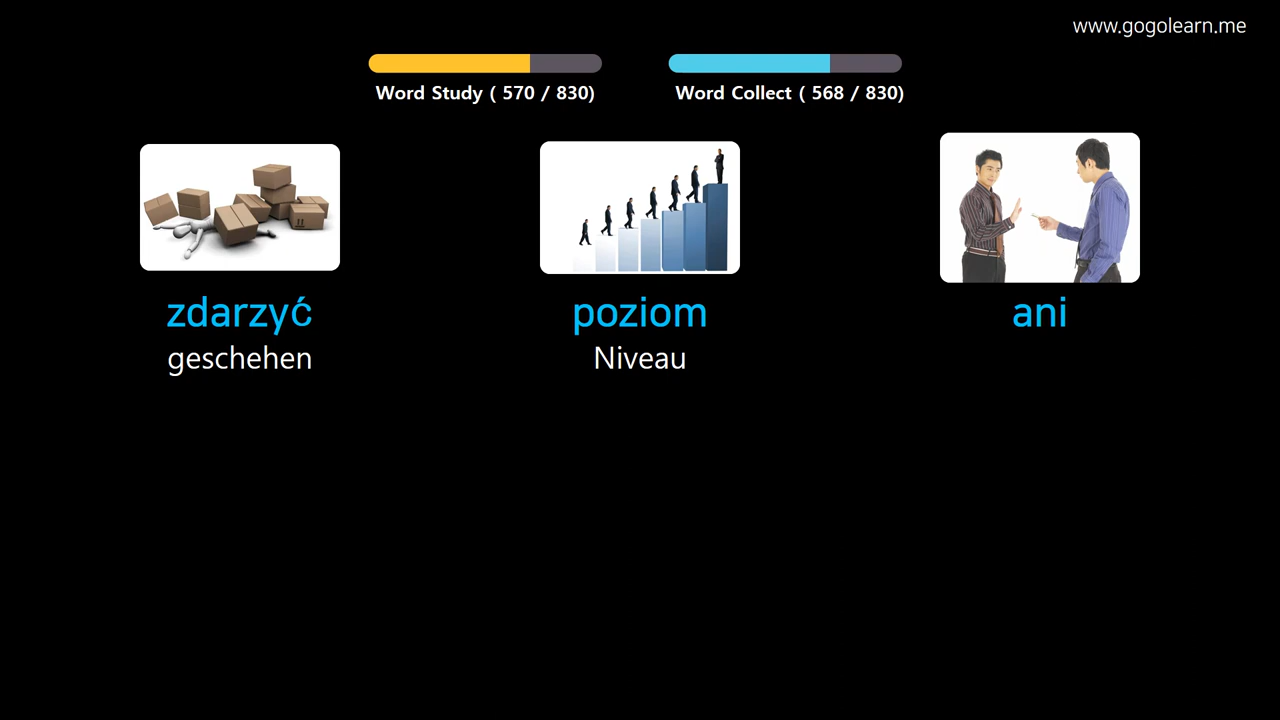 www.gogolearn.me
Word Study ( 570 / 830)
Word Collect ( 568 / 830)
zdarzyć
poziom
ani
geschehen
Niveau